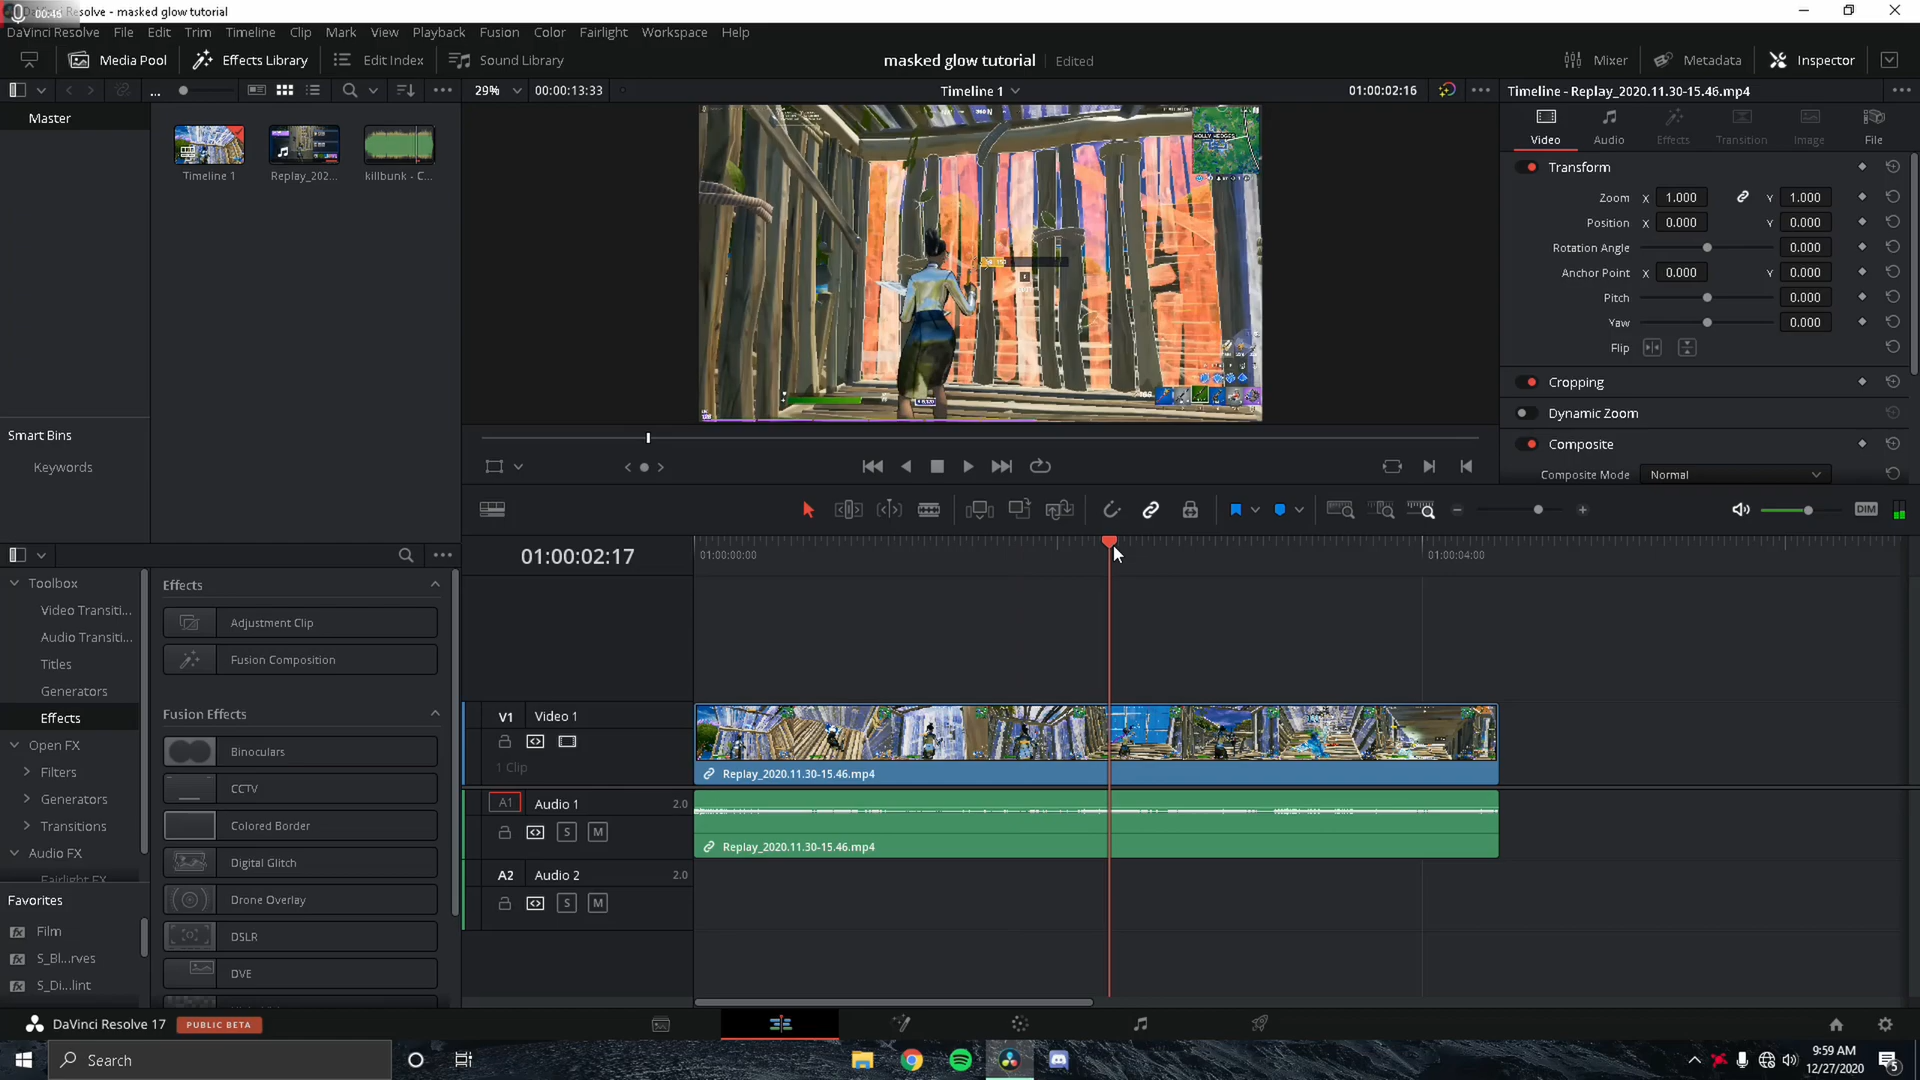 00:46
DaVinci Resolve - masked glow tutorial
DaVinci Resolve File Edit Trim Timeline Clip Mark View Playback Fusion Color Fairlight Workspace Help
Media Pool Effects Library Edit Index Sound Library masked glow tutorial Edited Mixer Metadata Inspector
... 29% 00:00:13:33 Timeline 1 01:00:02:16 Timeline - Replay_2020.11.30-15.46.mp4
Master
Timeline 1 Replay_202... killbunk - C...
Video Audio Effects Transition Image File
Transform
Zoom X 1.000 Y 1.000
Position X 0.000 Y 0.000
Rotation Angle 0.000
Anchor Point X 0.000 Y 0.000
Pitch 0.000
Yaw 0.000
Flip
Cropping
Dynamic Zoom
Composite
Composite Mode Normal
HOLLY HEDGES
Smart Bins
Keywords
DIM
01:00:02:17 01:00:00:00 01:00:04:00
Toolbox
Video Transiti...
Audio Transiti...
Titles
Generators
Effects
Open FX
Filters
Generators
Transitions
Audio FX
Fairlight FX
Favorites
Film
S_Bl...rves
S_Di...lint
Effects
Adjustment Clip
Fusion Composition
Fusion Effects
Binoculars
CCTV
Colored Border
Digital Glitch
Drone Overlay
DSLR
DVE
V1 Video 1
1 Clip
Replay_2020.11.30-15.46.mp4
A1 Audio 1 2.0
S M
Replay_2020.11.30-15.46.mp4
A2 Audio 2 2.0
S M
DaVinci Resolve 17 PUBLIC BETA
Search
9:59 AM
12/27/2020
5